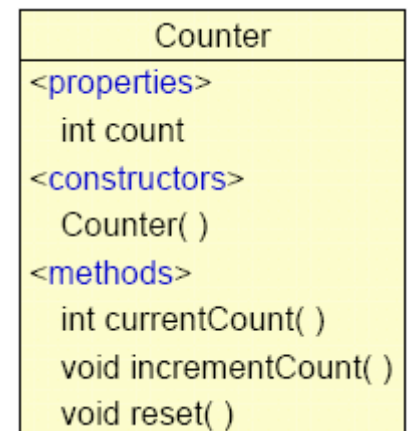 Counter
<properties>
int count
<constructors>
Counter( )
<methods>
int currentCount( )
void incrementCount( )
void reset( )